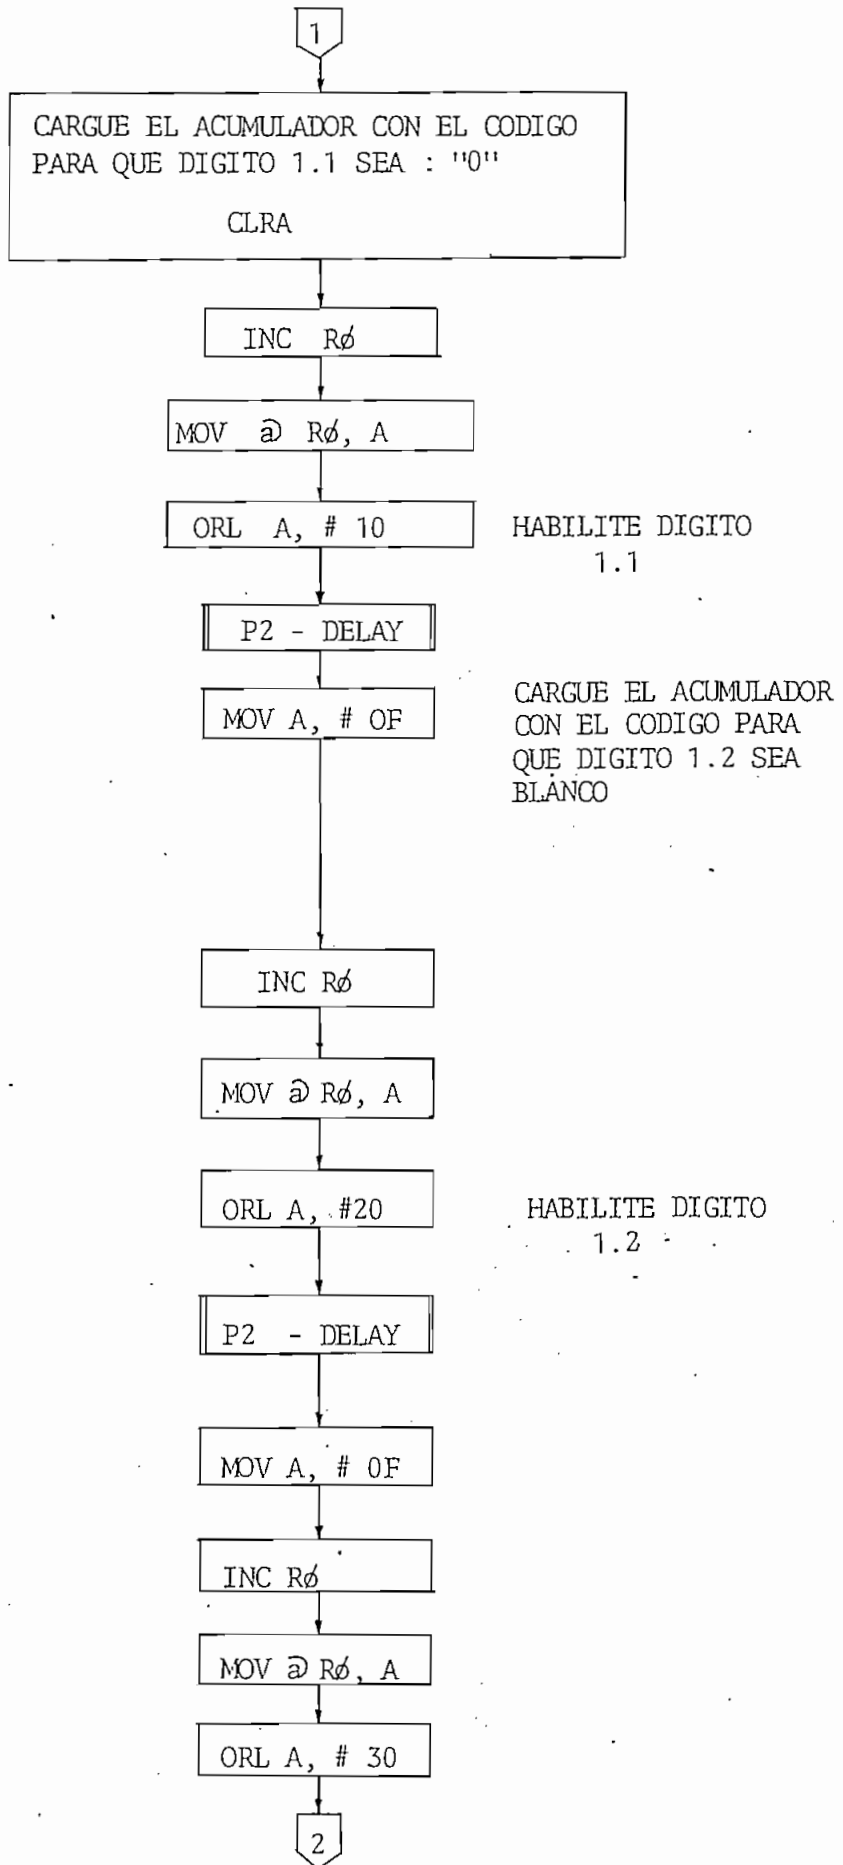 1
CARGUE EL ACUMULADOR CON EL CODIGO
PARA QUE DIGITO 1.1 SEA : "0"
CLRA
INC RØ
MOV @ RØ, A
ORL A, # 10
HABILITE DIGITO
1.1
P2 - DELAY
MOV A, # OF
CARGUE EL ACUMULADOR
CON EL CODIGO PARA
QUE DIGITO 1.2 SEA
BLANCO
INC RØ
MOV @ RØ, A
ORL A, #20
HABILITE DIGITO
1.2
P2 - DELAY
MOV A, # 0F
INC RØ
MOV @ RØ, A
ORL A, # 30
2